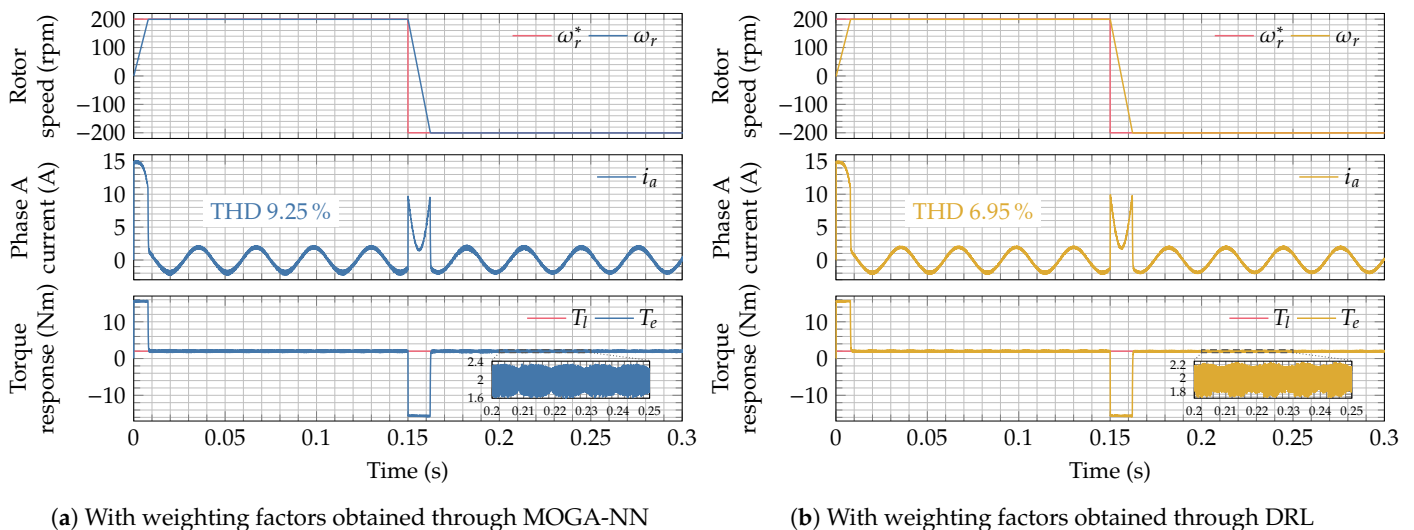 Rotor
speed (rpm)
200
100
0
−100
−200
ω*r ωr
Phase A
current (A)
15
10
5
0
ia
THD 9.25 %
Torque
response (Nm)
10
0
−10
Tl Te
2.4
2
1.6
0.2 0.21 0.22 0.23 0.24 0.25
0 0.05 0.1 0.15 0.2 0.25 0.3
Time (s)
(a) With weighting factors obtained through MOGA-NN
Rotor
speed (rpm)
200
100
0
−100
−200
ω*r ωr
Phase A
current (A)
15
10
5
0
ia
THD 6.95 %
Torque
response (Nm)
10
0
−10
Tl Te
2.2
2
1.8
0.2 0.21 0.22 0.23 0.24 0.25
0 0.05 0.1 0.15 0.2 0.25 0.3
Time (s)
(b) With weighting factors obtained through DRL